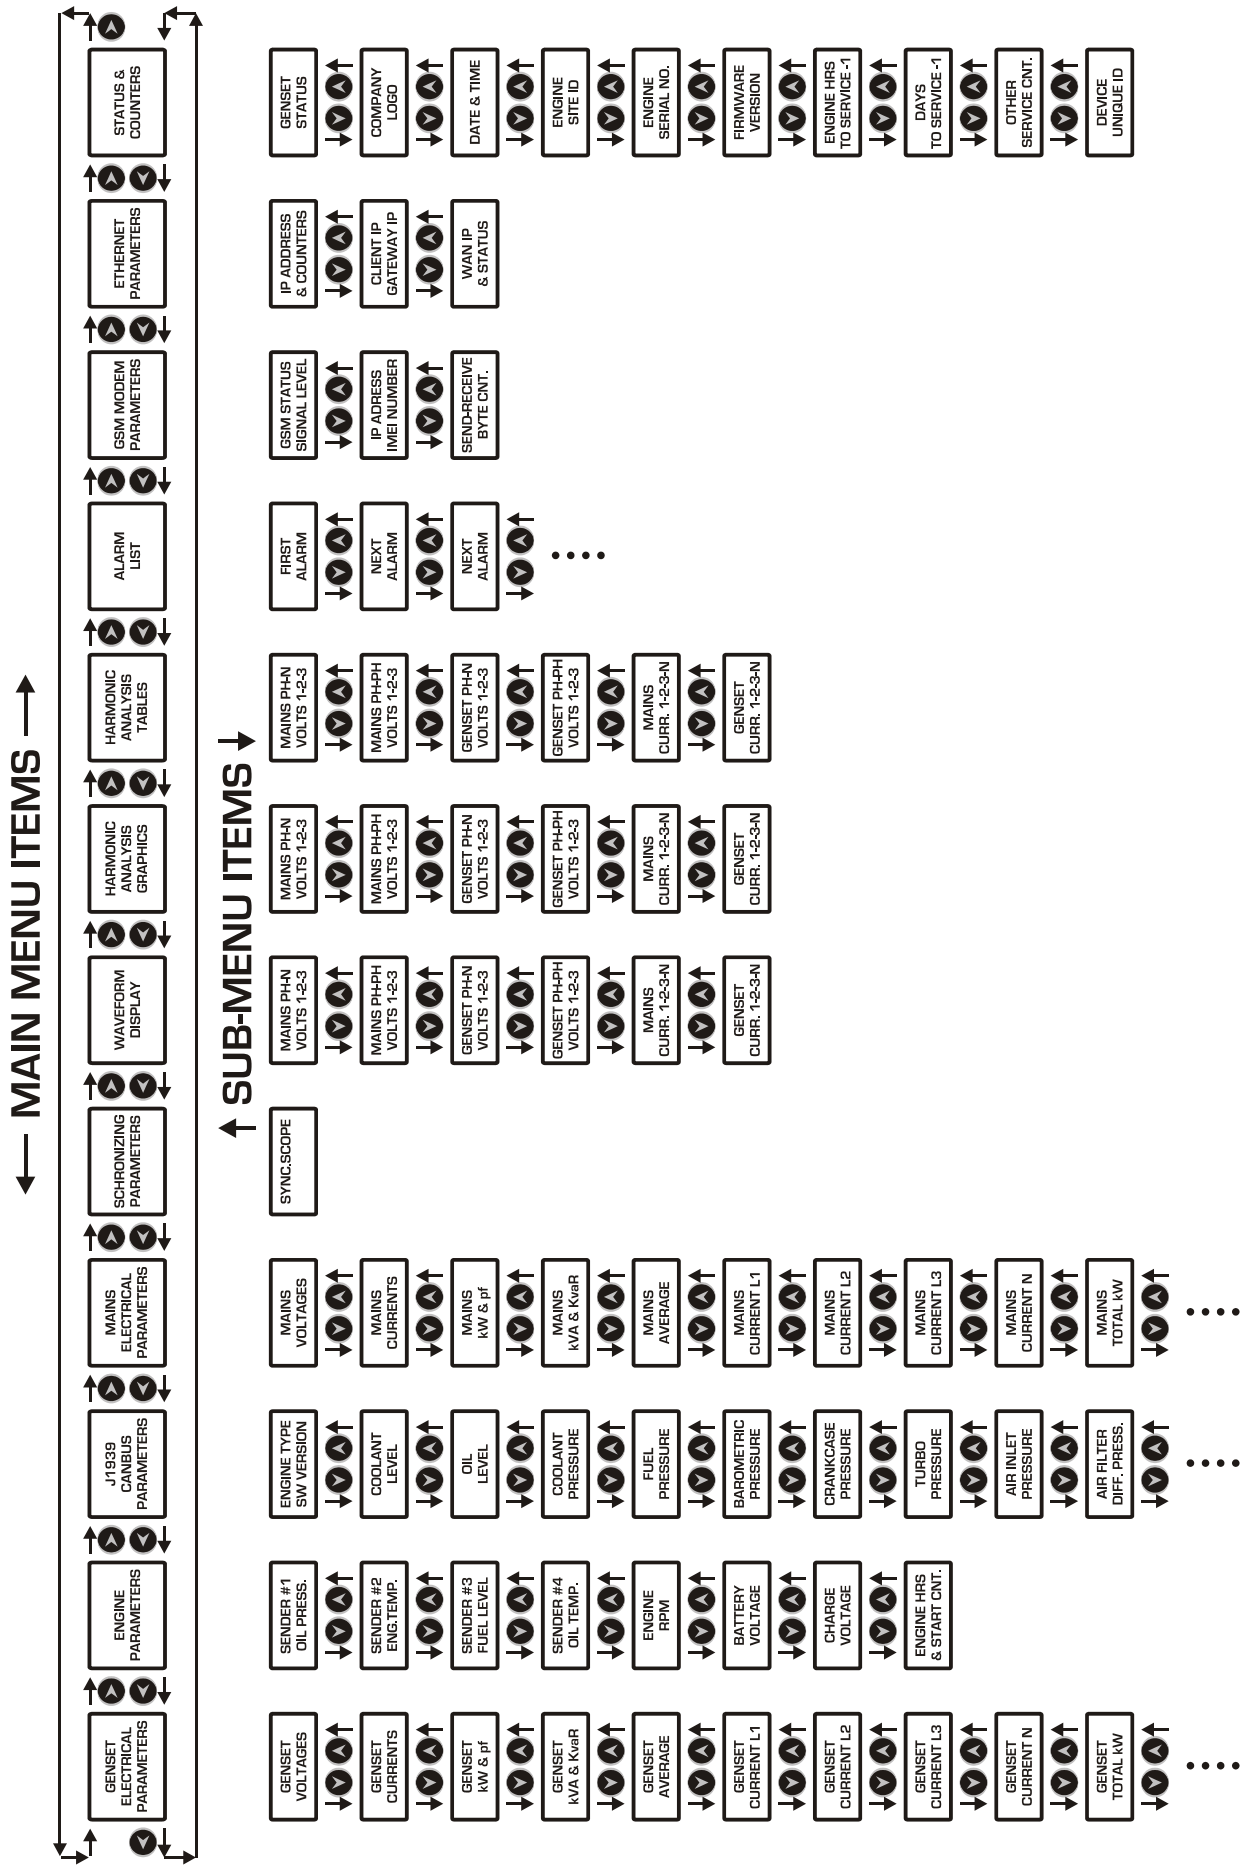 MAIN MENU ITEMS
GENSET
ELECTRICAL
PARAMETERS
ENGINE
PARAMETERS
J1939
CANBUS
PARAMETERS
MAINS
ELECTRICAL
PARAMETERS
SCHRONIZING
PARAMETERS
WAVEFORM
DISPLAY
HARMONIC
ANALYSIS
GRAPHICS
HARMONIC
ANALYSIS
TABLES
ALARM
LIST
GSM MODEM
PARAMETERS
ETHERNET
PARAMETERS
STATUS &
COUNTERS
SUB-MENU ITEMS
GENSET
VOLTAGES
GENSET
CURRENTS
GENSET
kW & pf
GENSET
kVA & KvaR
GENSET
AVERAGE
GENSET
CURRENT L1
GENSET
CURRENT L2
GENSET
CURRENT L3
GENSET
CURRENT N
GENSET
TOTAL kW
SENDER #1
OIL PRESS.
SENDER #2
ENG.TEMP.
SENDER #3
FUEL LEVEL
SENDER #4
OIL TEMP.
ENGINE
RPM
BATTERY
VOLTAGE
CHARGE
VOLTAGE
ENGINE HRS
& START CNT.
ENGINE TYPE
SW VERSION
COOLANT
LEVEL
OIL
LEVEL
COOLANT
PRESSURE
FUEL
PRESSURE
BAROMETRIC
PRESSURE
CRANKCASE
PRESSURE
TURBO
PRESSURE
AIR INLET
PRESSURE
AIR FILTER
DIFF. PRESS.
MAINS
VOLTAGES
MAINS
CURRENTS
MAINS
kW & pf
MAINS
kVA & KvaR
MAINS
AVERAGE
MAINS
CURRENT L1
MAINS
CURRENT L2
MAINS
CURRENT L3
MAINS
CURRENT N
MAINS
TOTAL kW
SYNC.SCOPE
MAINS PH-N
VOLTS 1-2-3
MAINS PH-PH
VOLTS 1-2-3
GENSET PH-N
VOLTS 1-2-3
GENSET PH-PH
VOLTS 1-2-3
MAINS
CURR. 1-2-3-N
GENSET
CURR. 1-2-3-N
MAINS PH-N
VOLTS 1-2-3
MAINS PH-PH
VOLTS 1-2-3
GENSET PH-N
VOLTS 1-2-3
GENSET PH-PH
VOLTS 1-2-3
MAINS
CURR. 1-2-3-N
GENSET
CURR. 1-2-3-N
MAINS PH-N
VOLTS 1-2-3
MAINS PH-PH
VOLTS 1-2-3
GENSET PH-N
VOLTS 1-2-3
GENSET PH-PH
VOLTS 1-2-3
MAINS
CURR. 1-2-3-N
GENSET
CURR. 1-2-3-N
FIRST
ALARM
NEXT
ALARM
NEXT
ALARM
GSM STATUS
SIGNAL LEVEL
IP ADRESS
IMEI NUMBER
SEND-RECEIVE
BYTE CNT.
IP ADDRESS
& COUNTERS
CLIENT IP
GATEWAY IP
WAN IP
& STATUS
GENSET
STATUS
COMPANY
LOGO
DATE & TIME
ENGINE
SITE ID
ENGINE
SERIAL NO.
FIRMWARE
VERSION
ENGINE HRS
TO SERVICE -1
DAYS
TO SERVICE -1
OTHER
SERVICE CNT.
DEVICE
UNIQUE ID